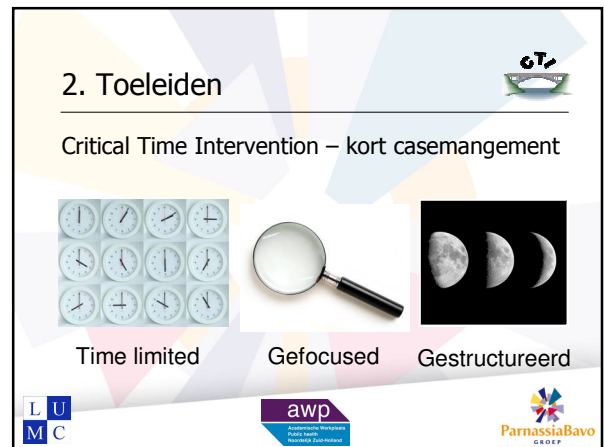 2. Toeleiden
CTI
Critical Time Intervention – kort casemangement
Time limited
Gefocused
Gestructureerd
L U
M C
awp
Academische Werkplaats
Public health
Noordelijk Zuid-Holland
ParnassiaBavo
GROEP